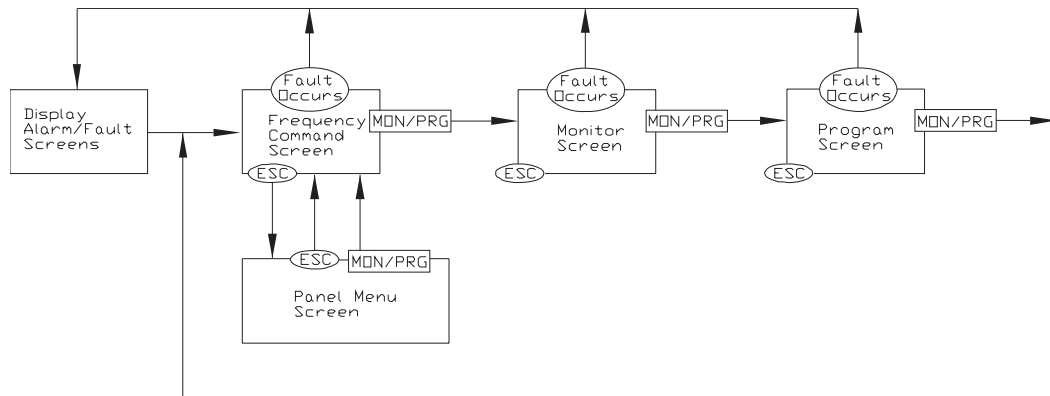 Fault
Occurs
Fault
Occurs
Fault
Occurs
Display
Alarm/Fault
Screens
Frequency
Command
Screen
MON/PRG
Monitor
Screen
MON/PRG
Program
Screen
MON/PRG
ESC
ESC
ESC
ESC
MON/PRG
Panel Menu
Screen